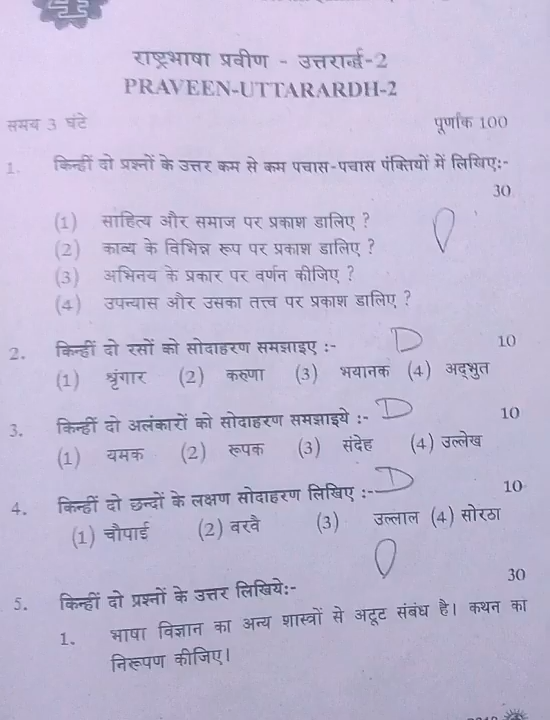 राष्ट्रभाषा प्रवीण - उत्तरार्द्ध-2
PRAVEEN-UTTARARDH-2
समय 3 घंटे पूर्णांक 100
1. किन्हीं दो प्रश्नों के उत्तर कम से कम पचास-पचास पंक्तियों में लिखिए:-
30
(1) साहित्य और समाज पर प्रकाश डालिए ?
(2) काव्य के विभिन्न रूप पर प्रकाश डालिए ?
(3) अभिनय के प्रकार पर वर्णन कीजिए ?
(4) उपन्यास और उसका तत्त्व पर प्रकाश डालिए ?
2. किन्हीं दो रसों को सोदाहरण समझाइए :- D 10
(1) श्रृंगार (2) करुणा (3) भयानक (4) अद्भुत
3. किन्हीं दो अलंकारों को सोदाहरण समझाइये :- D 10
(1) यमक (2) रूपक (3) संदेह (4) उल्लेख
4. किन्हीं दो छन्दों के लक्षण सोदाहरण लिखिए :- D 10
(1) चौपाई (2) बरवै (3) उल्लाल (4) सोरठा
5. किन्हीं दो प्रश्नों के उत्तर लिखिये:- 30
1. भाषा विज्ञान का अन्य शास्त्रों से अटूट संबंध है। कथन का
निरूपण कीजिए।